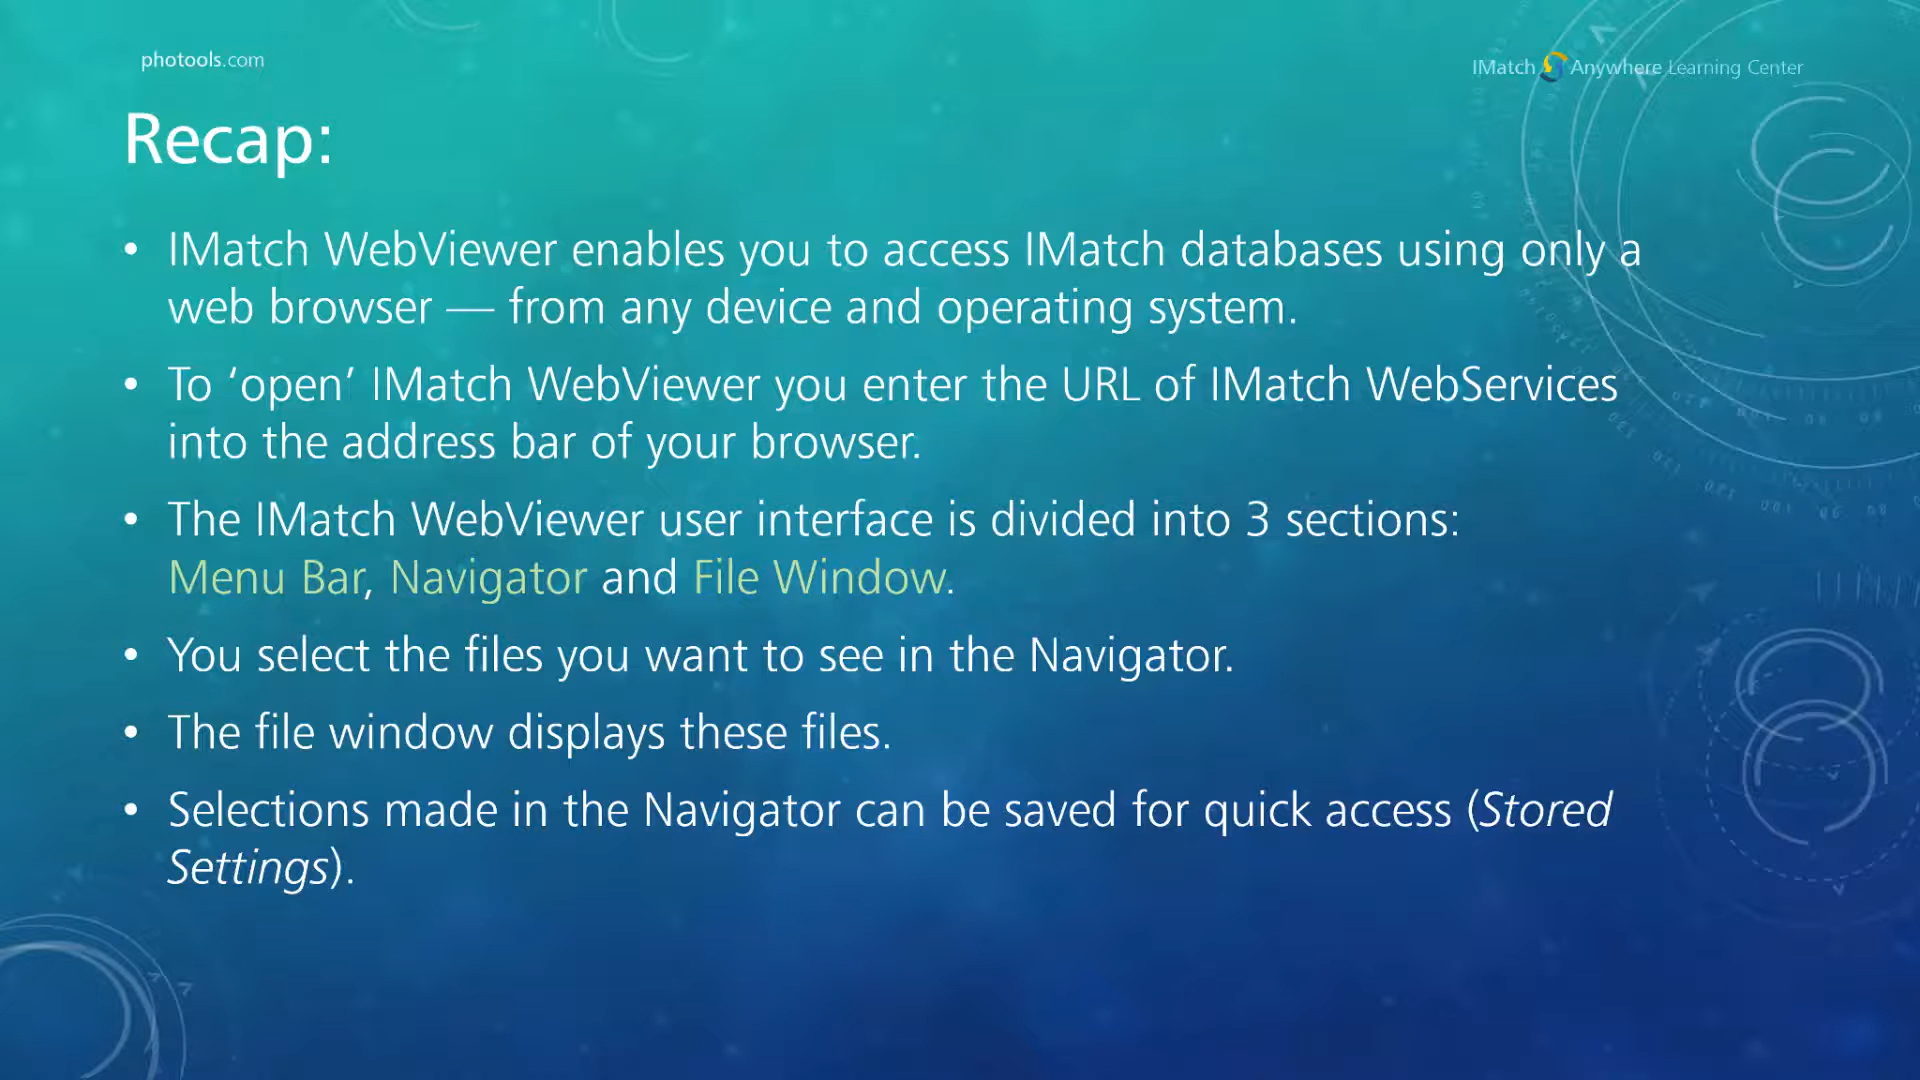 photools.com
IMatch Anywhere Learning Center
Recap:
• IMatch WebViewer enables you to access IMatch databases using only a
web browser — from any device and operating system.
• To ‘open’ IMatch WebViewer you enter the URL of IMatch WebServices
into the address bar of your browser.
• The IMatch WebViewer user interface is divided into 3 sections:
Menu Bar, Navigator and File Window.
• You select the files you want to see in the Navigator.
• The file window displays these files.
• Selections made in the Navigator can be saved for quick access (Stored
Settings).